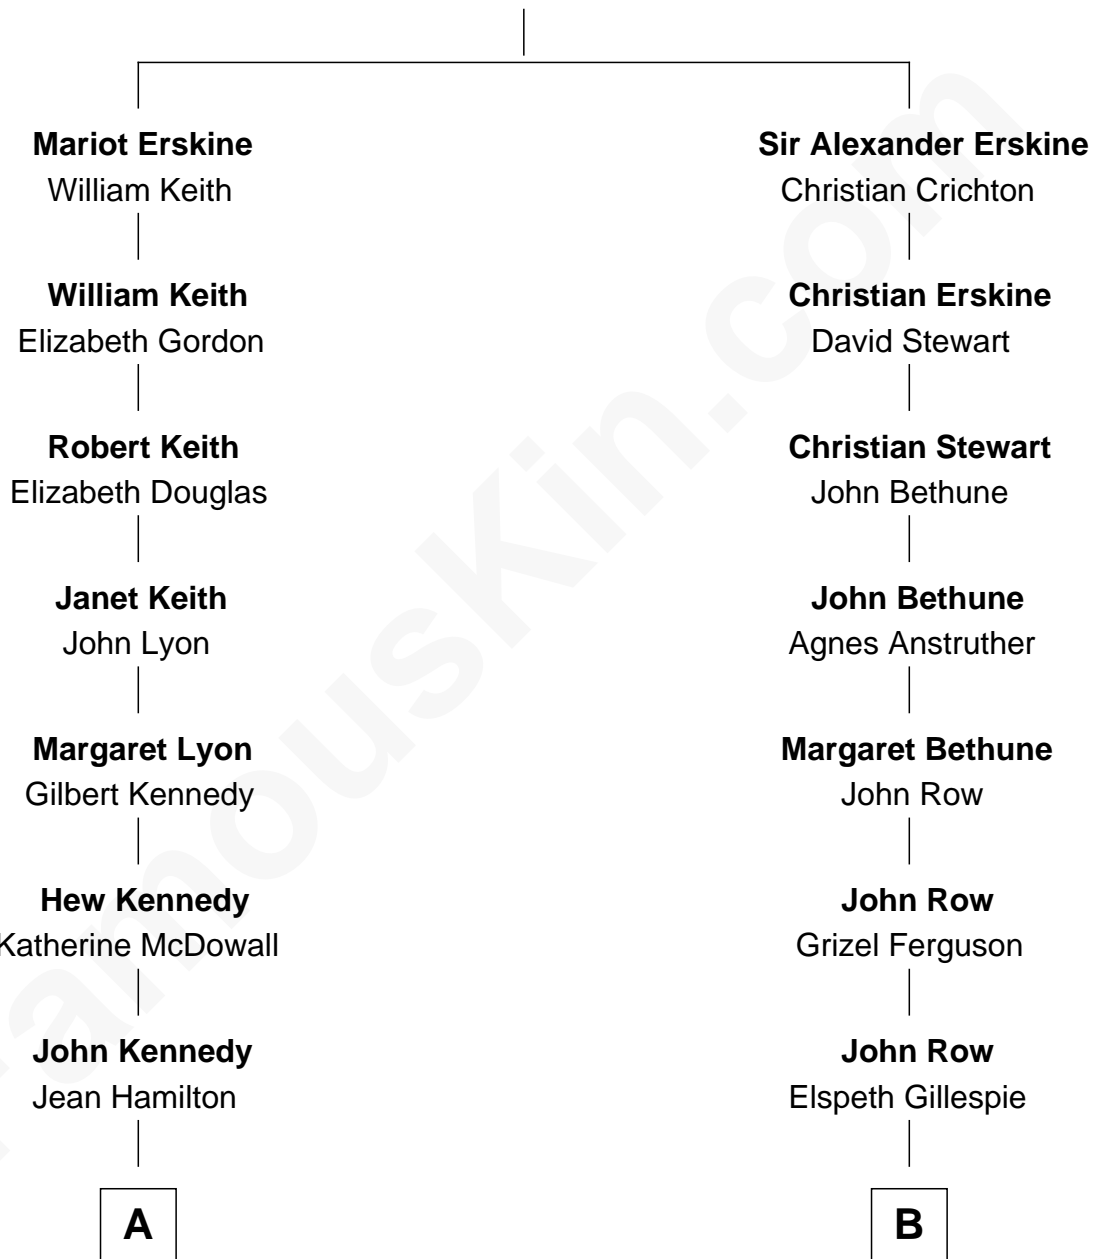 Mariot Erskine
William Keith
William Keith
Elizabeth Gordon
Robert Keith
Elizabeth Douglas
Janet Keith
John Lyon
Margaret Lyon
Gilbert Kennedy
Hew Kennedy
Katherine McDowall
John Kennedy
Jean Hamilton
A
Sir Alexander Erskine
Christian Crichton
Christian Erskine
David Stewart
Christian Stewart
John Bethune
John Bethune
Agnes Anstruther
Margaret Bethune
John Row
John Row
Grizel Ferguson
John Row
Elspeth Gillespie
B
FamousKin.com